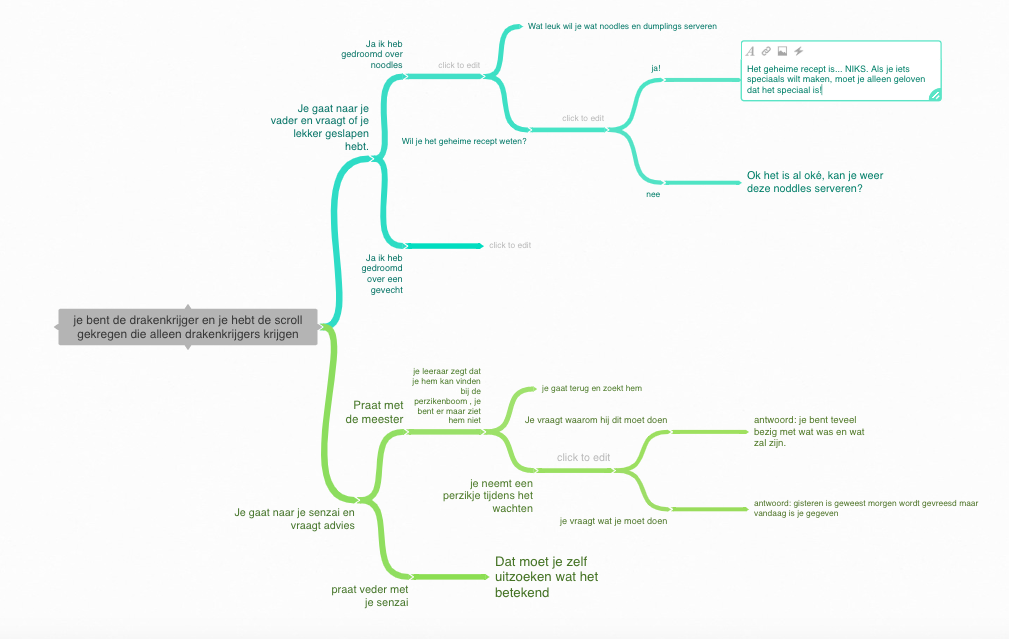 Wat leuk wil je wat noodles en dumplings serveren
Ja ik heb
gedroomd over
noodles
click to edit
ja!
A
Het geheime recept is... NIKS. Als je iets
speciaals wilt maken, moet je alleen geloven
dat het speciaal is!
Je gaat naar je
vader en vraagt of je
lekker geslapen
hebt.
click to edit
Wil je het geheime recept weten?
Ok het is al oké, kan je weer
deze noddles serveren?
nee
click to edit
Ja ik heb
gedroomd
over een
gevecht
je bent de drakenkrijger en je hebt de scroll
gekregen die alleen drakenkrijgers krijgen
je leeraar zegt dat
je hem kan vinden
bij de
perzikenboom , je
bent er maar ziet
hem niet
je gaat terug en zoekt hem
Praat met
de meester
Je vraagt waarom hij dit moet doen
antwoord: je bent teveel
bezig met wat was en wat
zal zijn.
click to edit
je neemt een
perzikje tijdens het
wachten
antwoord: gisteren is geweest morgen wordt gevreesd maar
vandaag is je gegeven
je vraagt wat je moet doen
Je gaat naar je senzai en
vraagt advies
Dat moet je zelf
uitzoeken wat het
betekend
praat veder met
je senzai